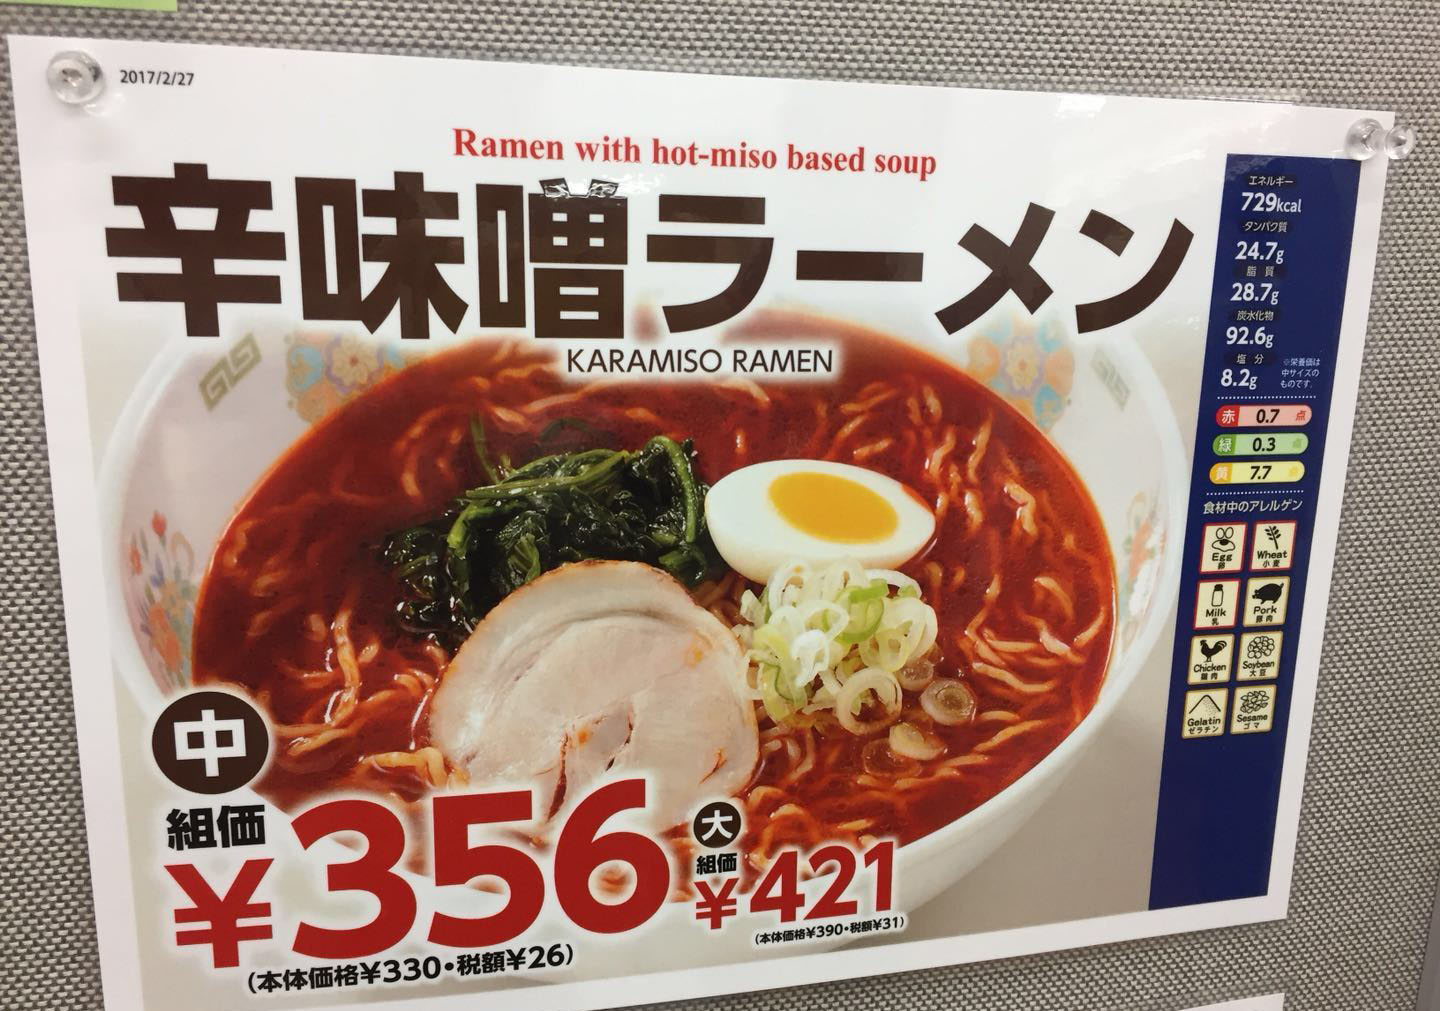 2017/2/27
Ramen with hot-miso based soup
辛味噌ラーメン
KARAMISO RAMEN
中
組価
¥356
(本体価格¥330・税額¥26)
大
組価
¥421
(本体価格¥390・税額¥31)
エネルギー
729kcal
タンパク質
24.7g
脂質
28.7g
炭水化物
92.6g
塩分
8.2g
※栄養価は
中サイズの
ものです。
赤 0.7 点
緑 0.3 点
黄 7.7 点
食材中のアレルゲン
Egg
卵
Wheat
小麦
Milk
乳
Pork
豚肉
Chicken
鶏肉
Soybean
大豆
Gelatin
ゼラチン
Sesame
ゴマ